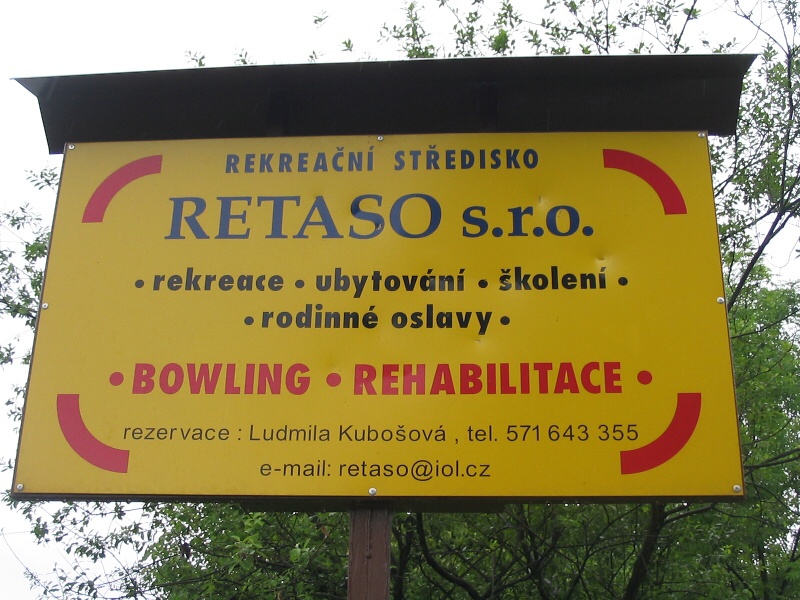 REKREAČNÍ STŘEDISKO
RETASO s.r.o.
• rekreace • ubytování • školení •
• rodinné oslavy •
• BOWLING • REHABILITACE •
rezervace : Ludmila Kubošová , tel. 571 643 355
e-mail: retaso@iol.cz